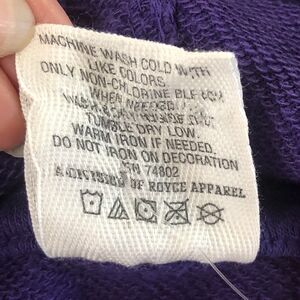 MACHINE WASH COLD WITH
LIKE COLORS.
ONLY NON-CHLORINE
WHEN NEEDED.
TUMBLE DRY LOW.
WARM IRON IF NEEDED.
DO NOT IRON ON DECORATION
RN 74802
A DIVISION OF ROYCE APPAREL